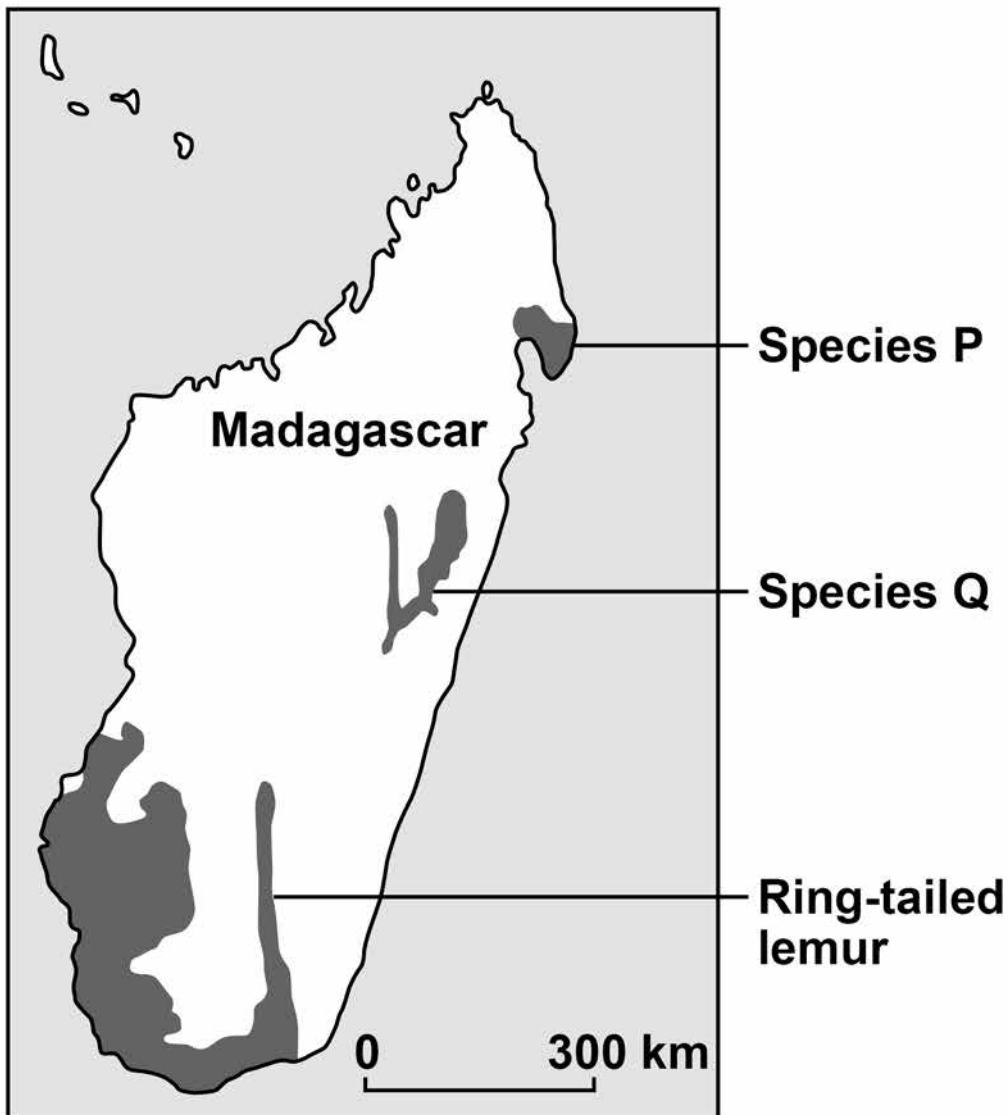 Species P
Madagascar
Species Q
Ring-tailed
lemur
0 300 km